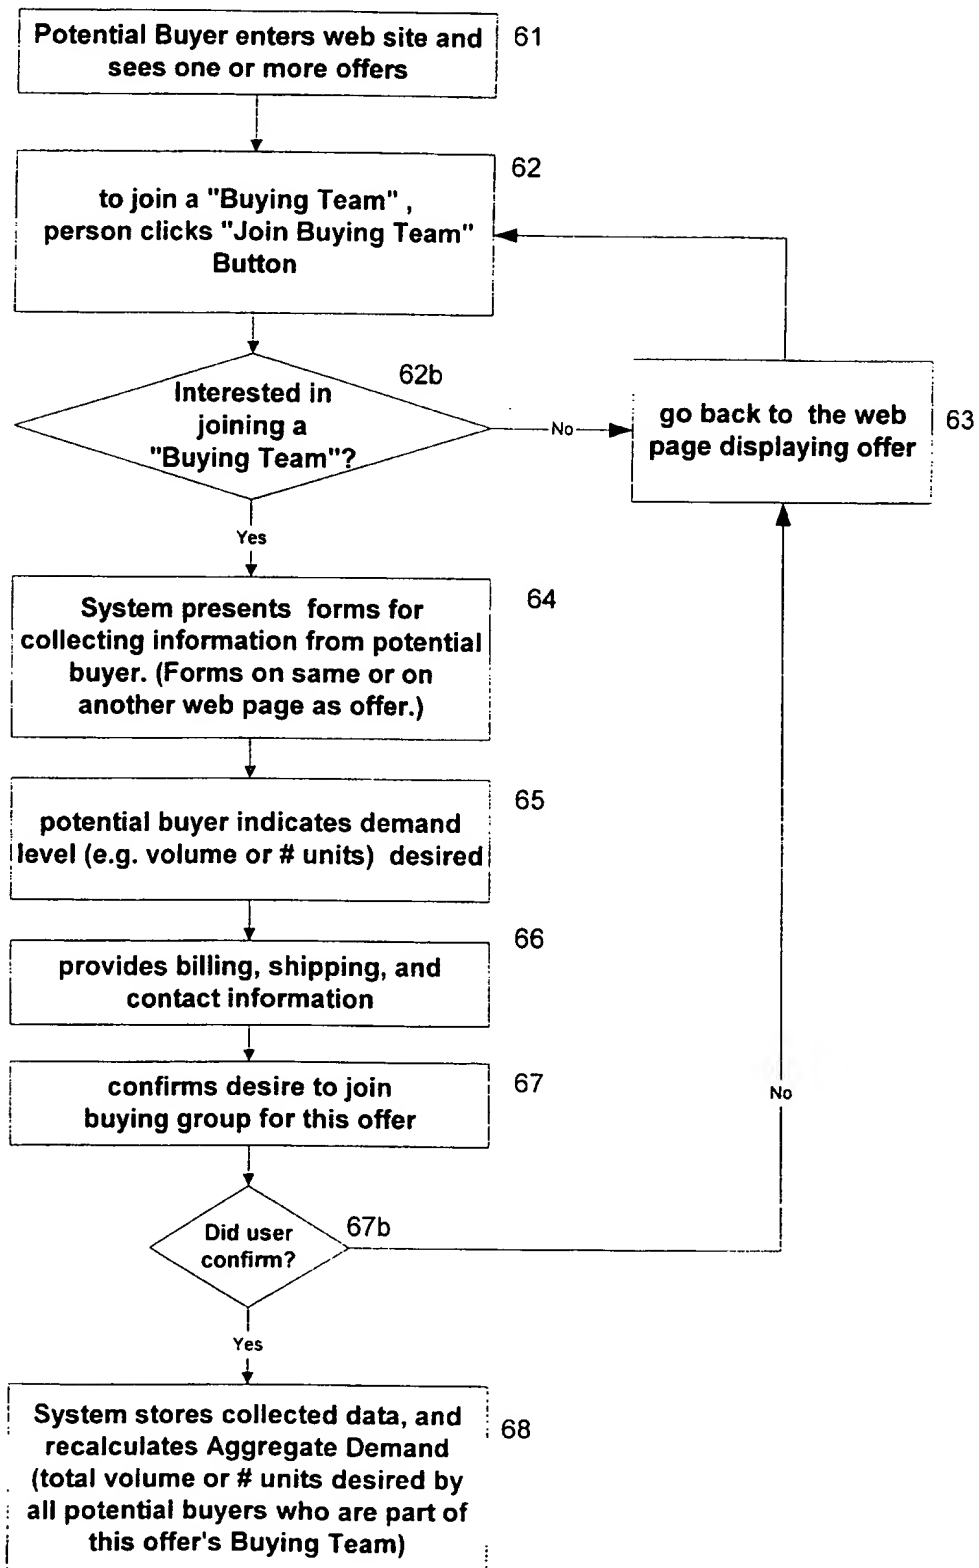 Potential Buyer enters web site and
sees one or more offers
61
to join a "Buying Team" ,
person clicks "Join Buying Team"
Button
62
Interested in
joining a
"Buying Team"?
62b
No
go back to the web
page displaying offer
63
Yes
System presents forms for
collecting information from potential
buyer. (Forms on same or on
another web page as offer.)
64
potential buyer indicates demand
level (e.g. volume or # units) desired
65
provides billing, shipping, and
contact information
66
confirms desire to join
buying group for this offer
67
No
Did user
confirm?
67b
Yes
System stores collected data, and
recalculates Aggregate Demand
(total volume or # units desired by
all potential buyers who are part of
this offer's Buying Team)
68